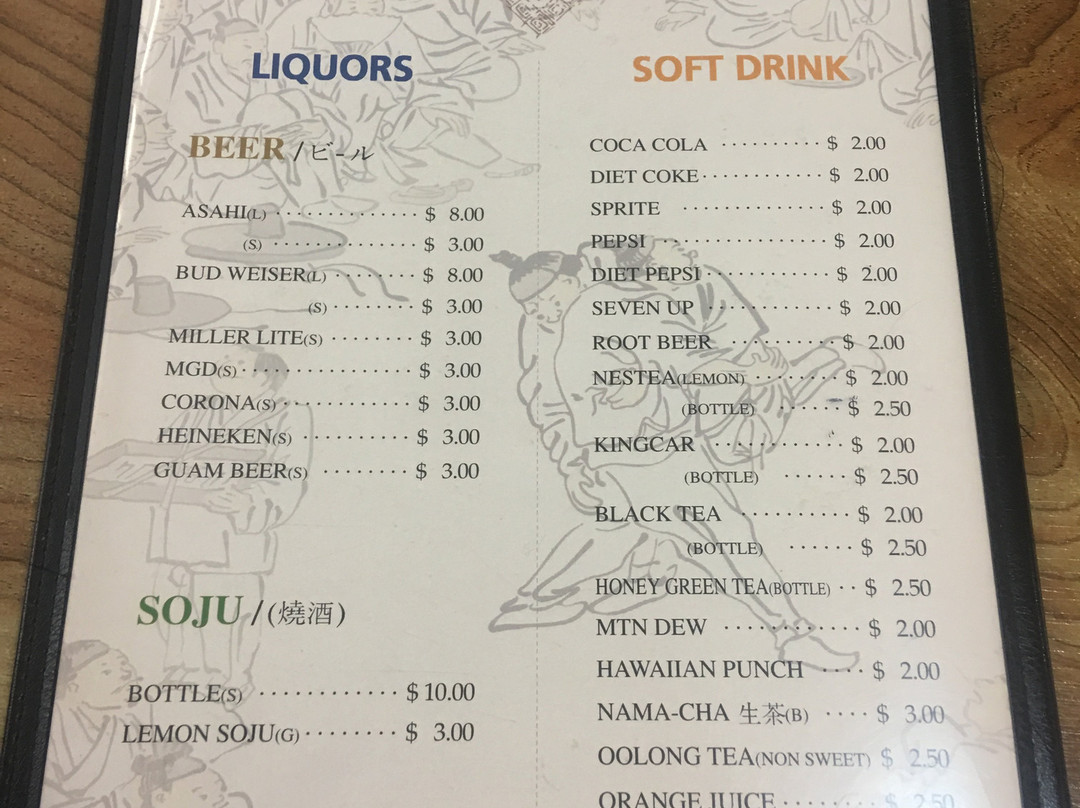 LIQUORS
BEER / ビ-ル
ASAHI(L) ·············· $ 8.00
(S) ·············· $ 3.00
BUD WEISER(L) ········ $ 8.00
(S) ········ $ 3.00
MILLER LITE(S) ········ $ 3.00
MGD(S) ················ $ 3.00
CORONA(S) ············ $ 3.00
HEINEKEN(S) ·········· $ 3.00
GUAM BEER(S) ········ $ 3.00
SOJU / (燒酒)
BOTTLE(S) ············ $ 10.00
LEMON SOJU(G) ········ $ 3.00
SOFT DRINK
COCA COLA ·········· $ 2.00
DIET COKE ············ $ 2.00
SPRITE ·············· $ 2.00
PEPSI ················ $ 2.00
DIET PEPSI ············ $ 2.00
SEVEN UP ············ $ 2.00
ROOT BEER ·········· $ 2.00
NESTEA(LEMON) ········ $ 2.00
(BOTTLE) ······ $ 2.50
KINGCAR ············ $ 2.00
(BOTTLE) ······ $ 2.50
BLACK TEA ·········· $ 2.00
(BOTTLE) ······ $ 2.50
HONEY GREEN TEA(BOTTLE) ·· $ 2.50
MTN DEW ············ $ 2.00
HAWAIIAN PUNCH ···· $ 2.00
NAMA-CHA 生茶(B) ···· $ 3.00
OOLONG TEA(NON SWEET) $ 2.50
ORANGE JUICE ········ $ 2.50